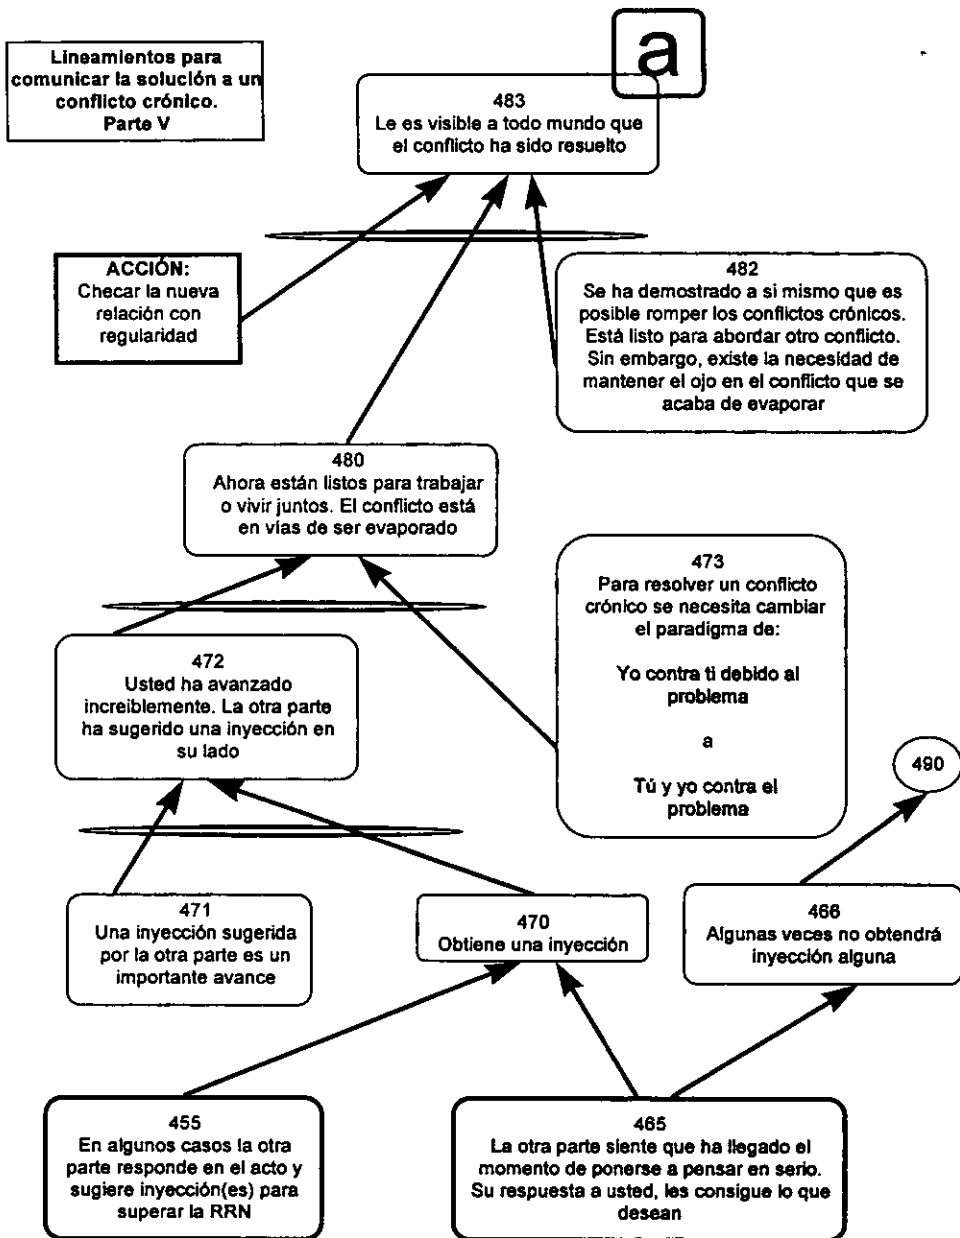 Lineamientos para
comunicar la solución a un
conflicto crónico.
Parte V
a
483
Le es visible a todo mundo que
el conflicto ha sido resuelto
ACCIÓN:
Checar la nueva
relación con
regularidad
482
Se ha demostrado a si mismo que es
posible romper los conflictos crónicos.
Está listo para abordar otro conflicto.
Sin embargo, existe la necesidad de
mantener el ojo en el conflicto que se
acaba de evaporar
480
Ahora están listos para trabajar
o vivir juntos. El conflicto está
en vías de ser evaporado
473
Para resolver un conflicto
crónico se necesita cambiar
el paradigma de:
Yo contra ti debido al
problema
a
Tú y yo contra el
problema
472
Usted ha avanzado
increiblemente. La otra parte
ha sugerido una inyección en
su lado
490
471
Una inyección sugerida
por la otra parte es un
importante avance
470
Obtiene una inyección
466
Algunas veces no obtendrá
inyección alguna
455
En algunos casos la otra
parte responde en el acto y
sugiere inyección(es) para
superar la RRN
465
La otra parte siente que ha llegado el
momento de ponerse a pensar en serio.
Su respuesta a usted, les consigue lo que
desean